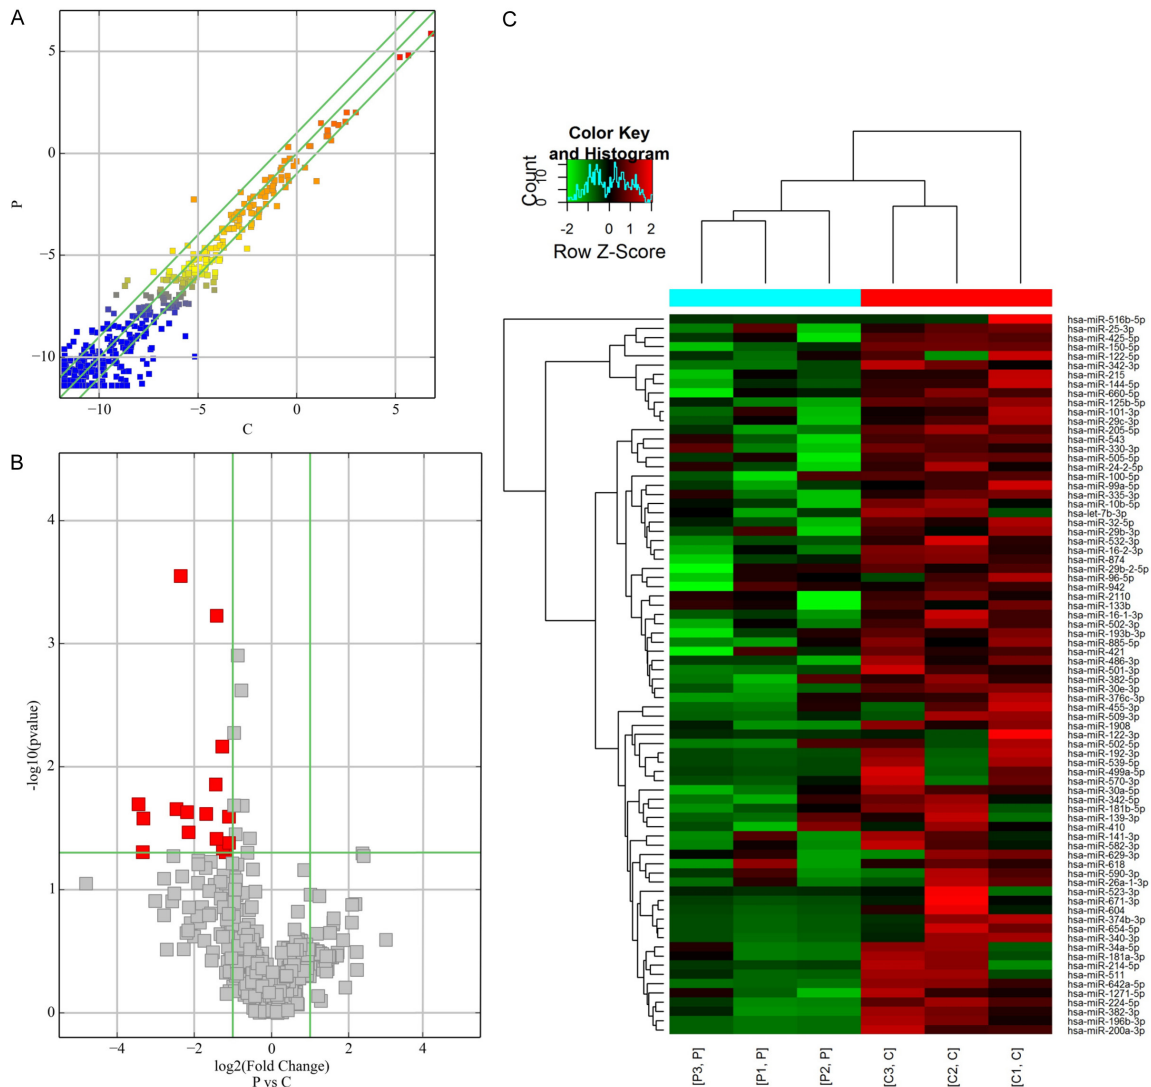 A
5
0
−5
−10
P
−10
−5
0
5
C
B
4
3
2
1
0
-log10(pvalue)
−4
−2
0
2
4
log2(Fold Change)
P vs C
C
Color Key
and Histogram
Count
0
10
-2
0
1
2
Row Z-Score
hsa-miR-516b-5p
hsa-miR-25-3p
hsa-miR-425-5p
hsa-miR-150-5p
hsa-miR-122-5p
hsa-miR-342-3p
hsa-miR-215
hsa-miR-144-5p
hsa-miR-660-5p
hsa-miR-125b-5p
hsa-miR-101-3p
hsa-miR-29c-3p
hsa-miR-205-5p
hsa-miR-543
hsa-miR-330-3p
hsa-miR-505-5p
hsa-miR-24-2-5p
hsa-miR-100-5p
hsa-miR-99a-5p
hsa-miR-335-3p
hsa-miR-10b-5p
hsa-let-7b-3p
hsa-miR-32-5p
hsa-miR-29b-3p
hsa-miR-532-3p
hsa-miR-16-2-3p
hsa-miR-874
hsa-miR-29b-2-5p
hsa-miR-96-5p
hsa-miR-942
hsa-miR-2110
hsa-miR-133b
hsa-miR-16-1-3p
hsa-miR-502-3p
hsa-miR-193b-3p
hsa-miR-885-5p
hsa-miR-421
hsa-miR-486-3p
hsa-miR-501-3p
hsa-miR-382-5p
hsa-miR-30e-3p
hsa-miR-376c-3p
hsa-miR-455-3p
hsa-miR-509-3p
hsa-miR-1908
hsa-miR-122-3p
hsa-miR-502-5p
hsa-miR-192-3p
hsa-miR-539-5p
hsa-miR-499a-5p
hsa-miR-570-3p
hsa-miR-30a-5p
hsa-miR-342-5p
hsa-miR-181b-5p
hsa-miR-139-3p
hsa-miR-410
hsa-miR-141-3p
hsa-miR-582-3p
hsa-miR-629-3p
hsa-miR-618
hsa-miR-590-3p
hsa-miR-26a-1-3p
hsa-miR-523-3p
hsa-miR-671-3p
hsa-miR-604
hsa-miR-374b-3p
hsa-miR-654-5p
hsa-miR-340-3p
hsa-miR-34a-5p
hsa-miR-181a-3p
hsa-miR-214-5p
hsa-miR-511
hsa-miR-642a-5p
hsa-miR-1271-5p
hsa-miR-224-5p
hsa-miR-382-3p
hsa-miR-196b-3p
hsa-miR-200a-3p
[P3, P]
[P1, P]
[P2, P]
[C3, C]
[C2, C]
[C1, C]